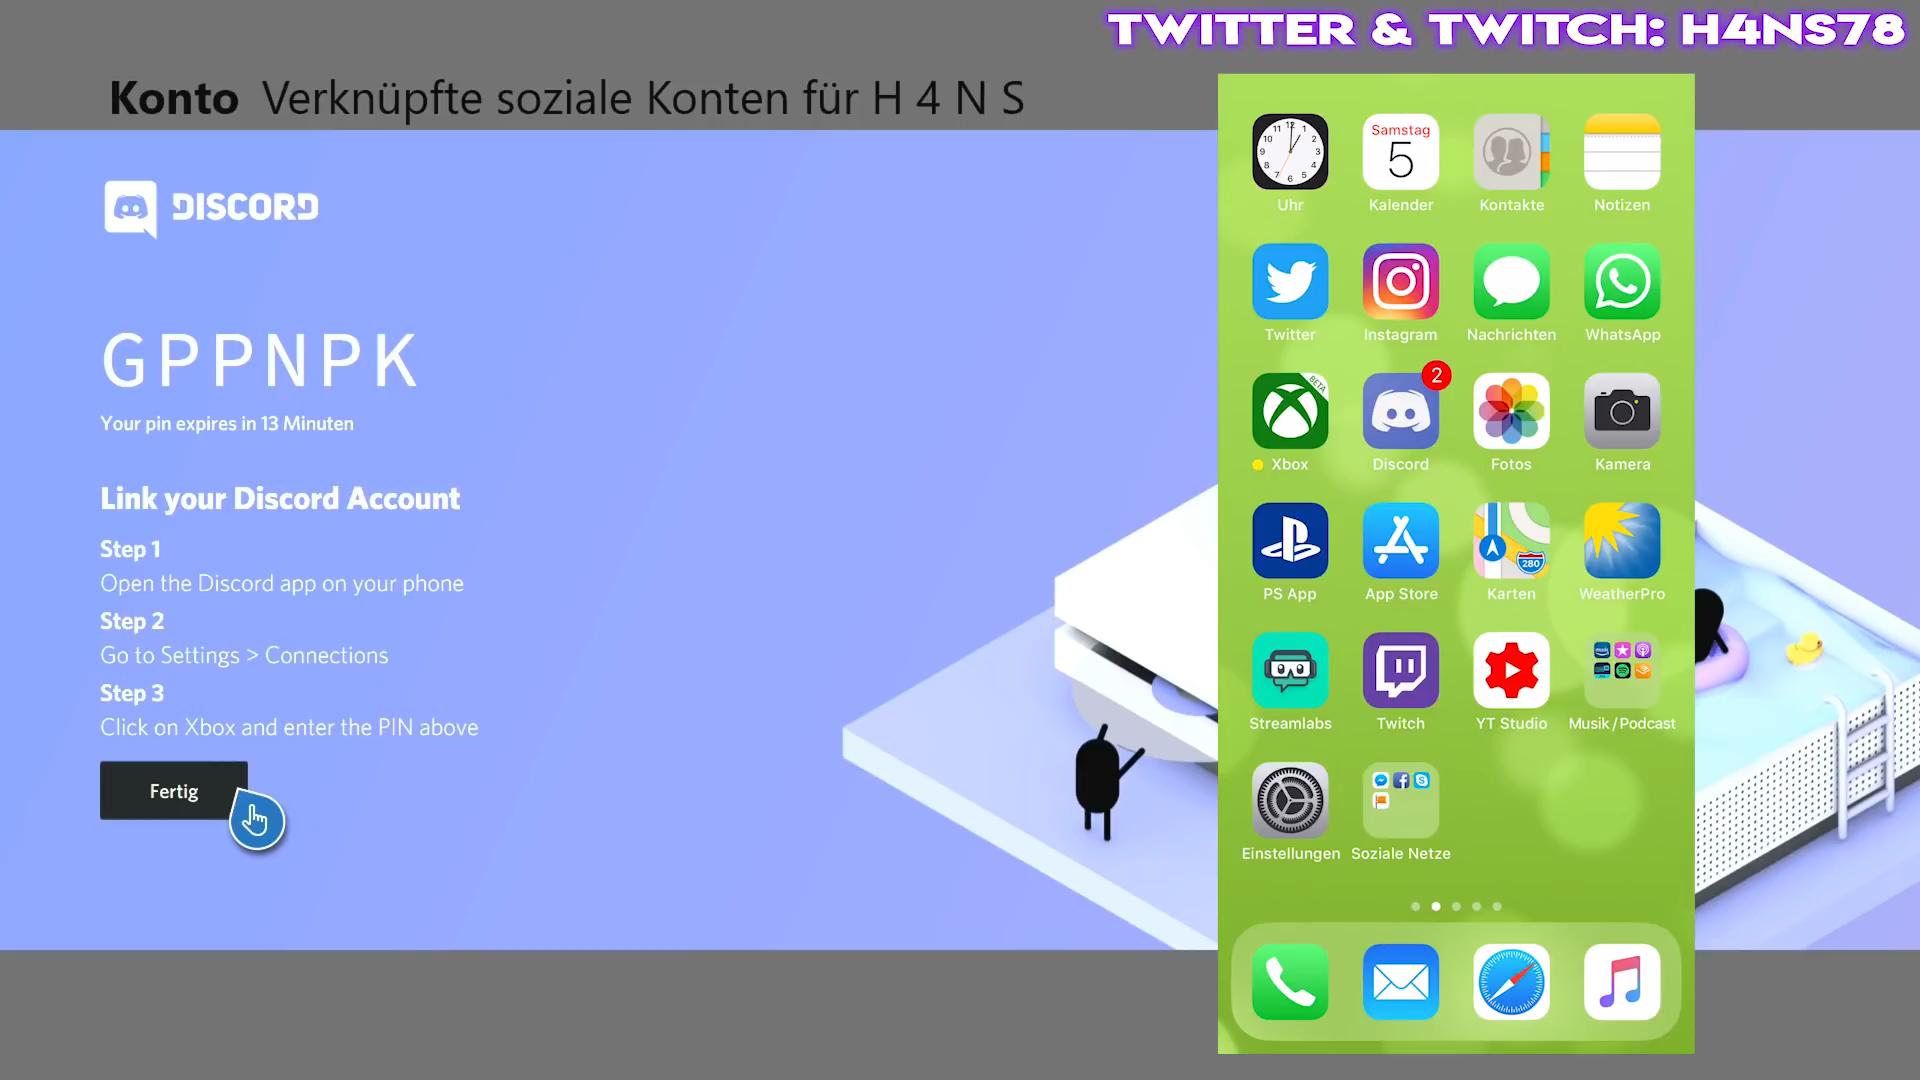 TWITTER & TWITCH: H4NS78
Konto Verknüpfte soziale Konten für H 4 N S
DISCORD
GPPNPK
Your pin expires in 13 Minuten
Link your Discord Account
Step 1
Open the Discord app on your phone
Step 2
Go to Settings > Connections
Step 3
Click on Xbox and enter the PIN above
Fertig
Samstag
5
Uhr
Kalender
Kontakte
Notizen
Twitter
Instagram
Nachrichten
WhatsApp
BETA
2
Xbox
Discord
Fotos
Kamera
280
PS App
App Store
Karten
WeatherPro
Streamlabs
Twitch
YT Studio
Musik/Podcast
Einstellungen
Soziale Netze